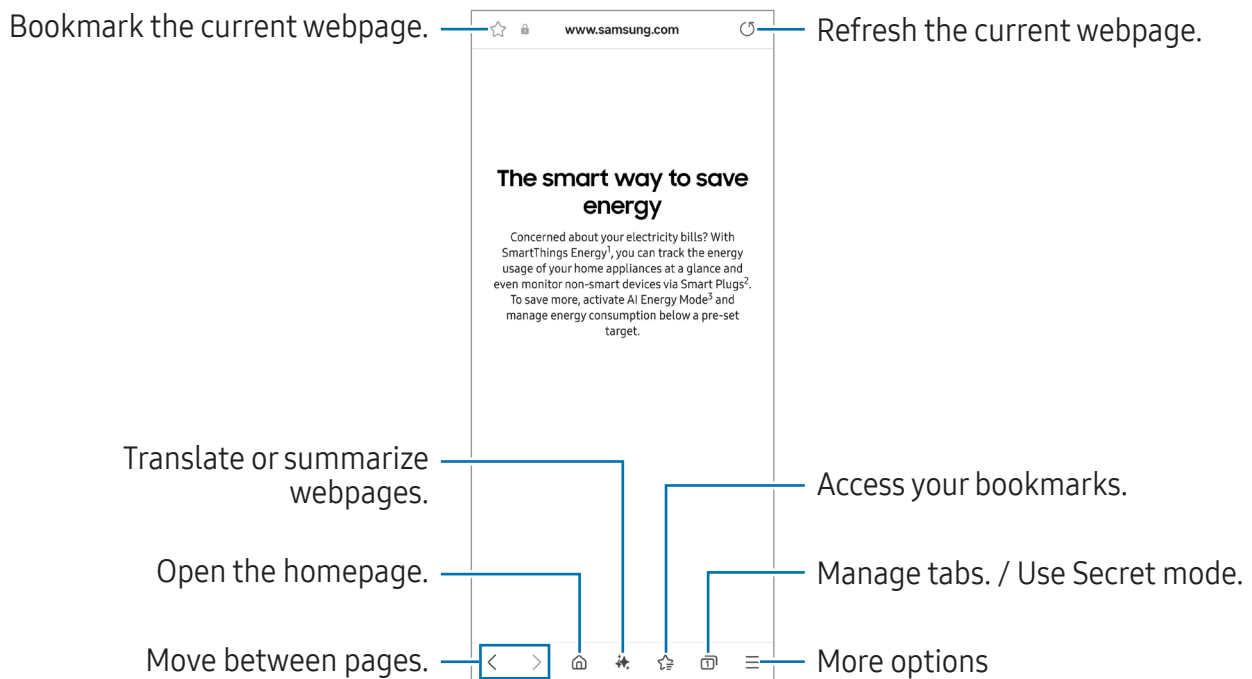 Bookmark the current webpage.
www.samsung.com
Refresh the current webpage.
The smart way to save
energy
Concerned about your electricity bills? With
SmartThings Energy1, you can track the energy
usage of your home appliances at a glance and
even monitor non-smart devices via Smart Plugs2.
To save more, activate AI Energy Mode3 and
manage energy consumption below a pre-set
target.
Translate or summarize
webpages.
Access your bookmarks.
Open the homepage.
Manage tabs. / Use Secret mode.
Move between pages.
1
More options